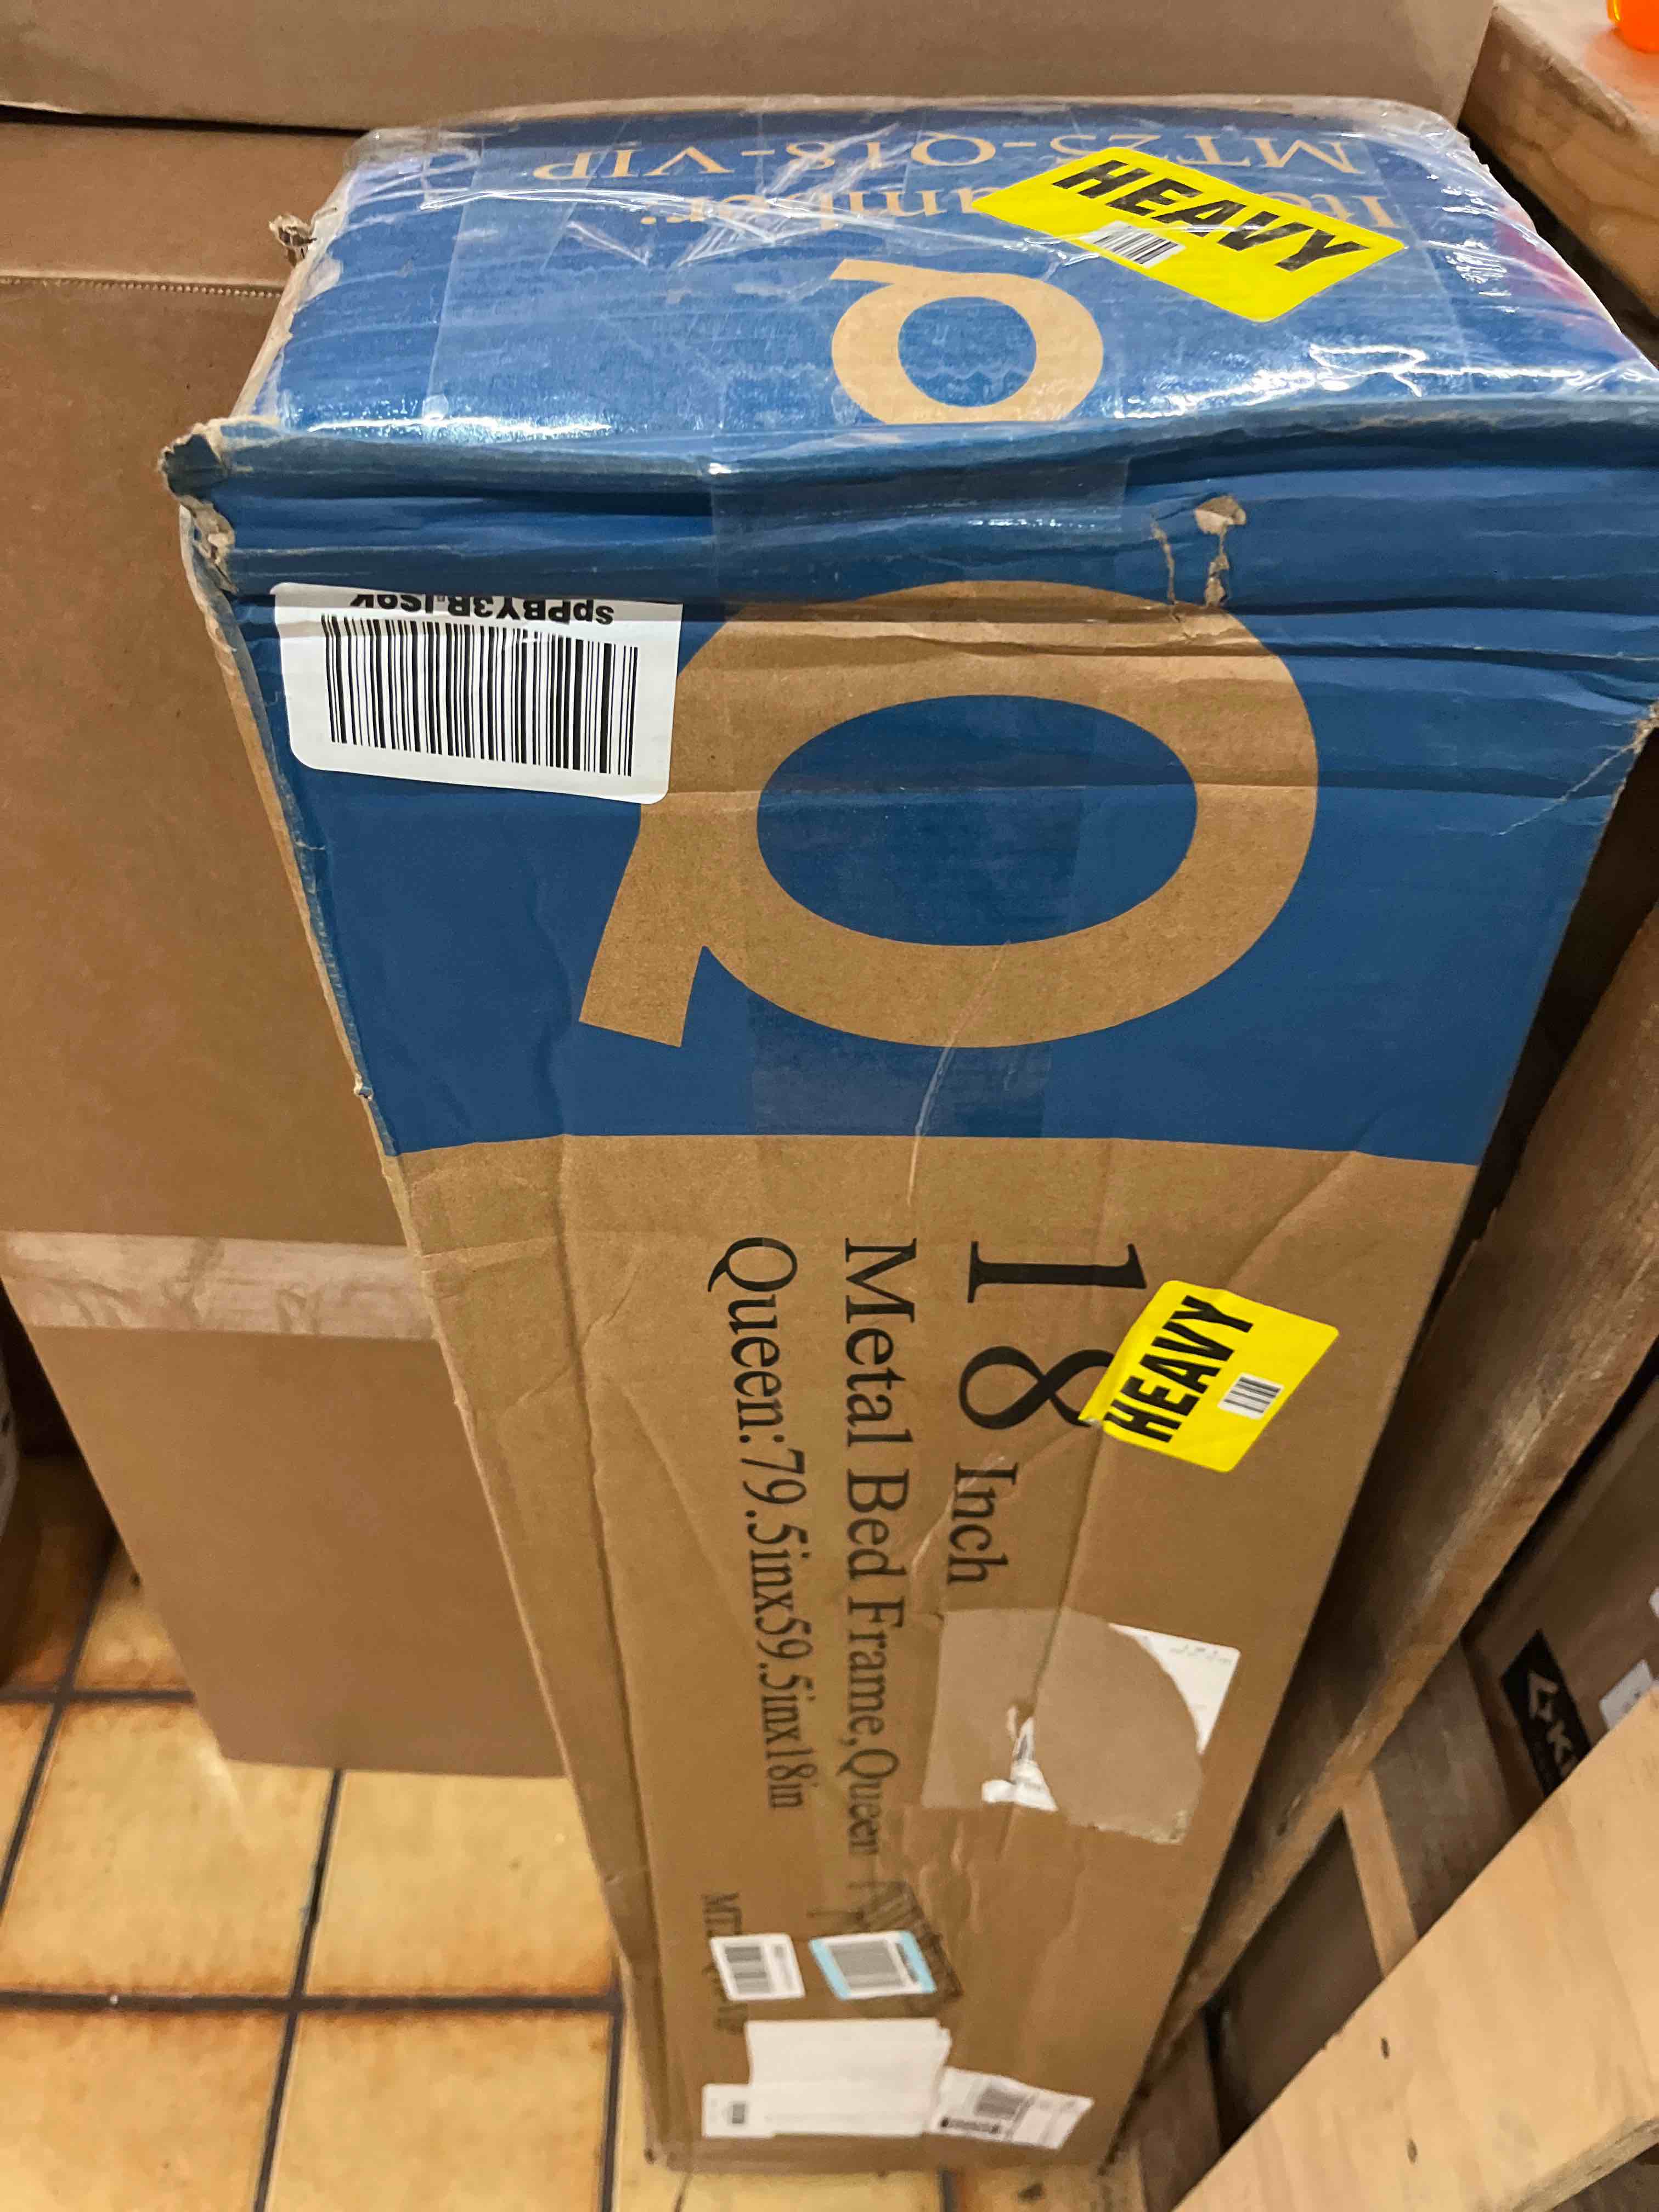 Item Number:
MT25-Q18-VIP
HEAVY
Q
spPBY3BJS9K
Q
18 Inch
HEAVY
Metal Bed Frame,Queen
Queen:79.5inx59.5inx18in